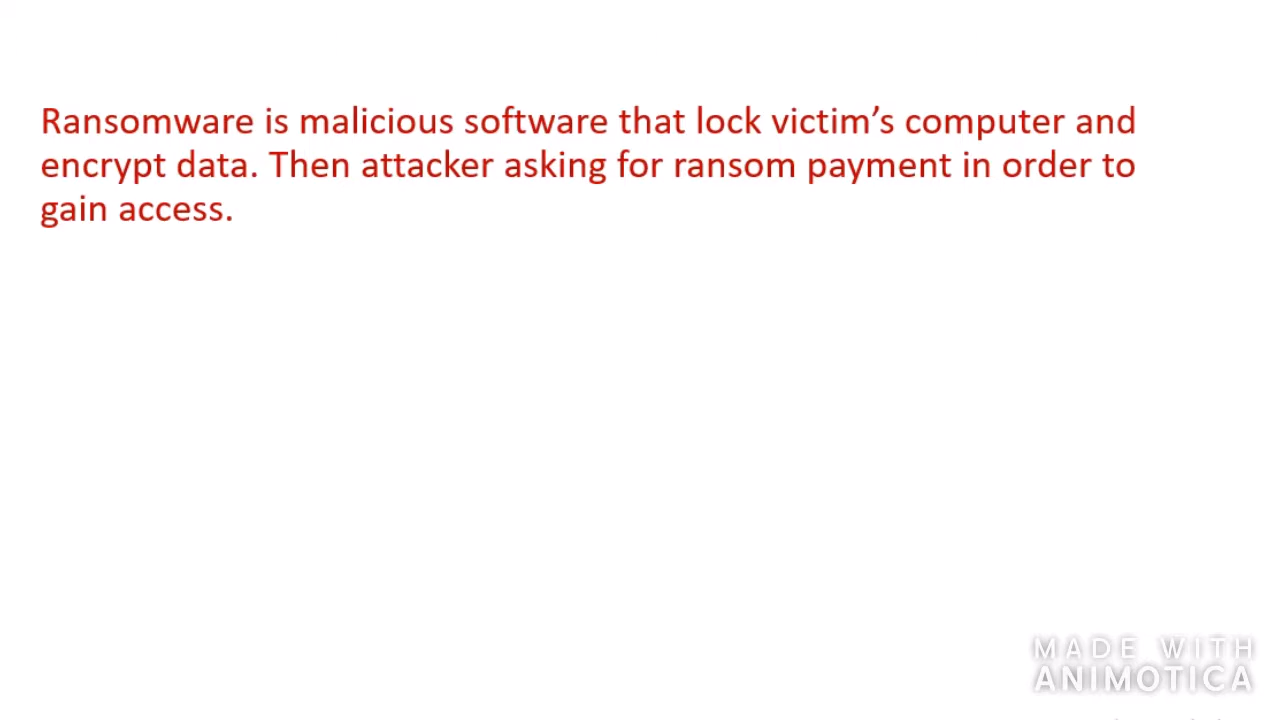 Ransomware is malicious software that lock victim’s computer and
encrypt data. Then attacker asking for ransom payment in order to
gain access.
MADE WITH
ANIMOTICA